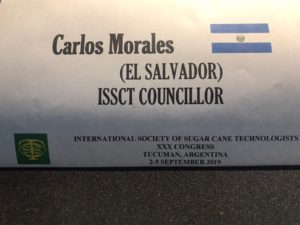 Carlos Morales
(EL SALVADOR)
ISSCT COUNCILLOR
INTERNATIONAL SOCIETY OF SUGAR CANE TECHNOLOGISTS
XXX CONGRESS
TUCUMAN, ARGENTINA
2-5 SEPTEMBER 2019